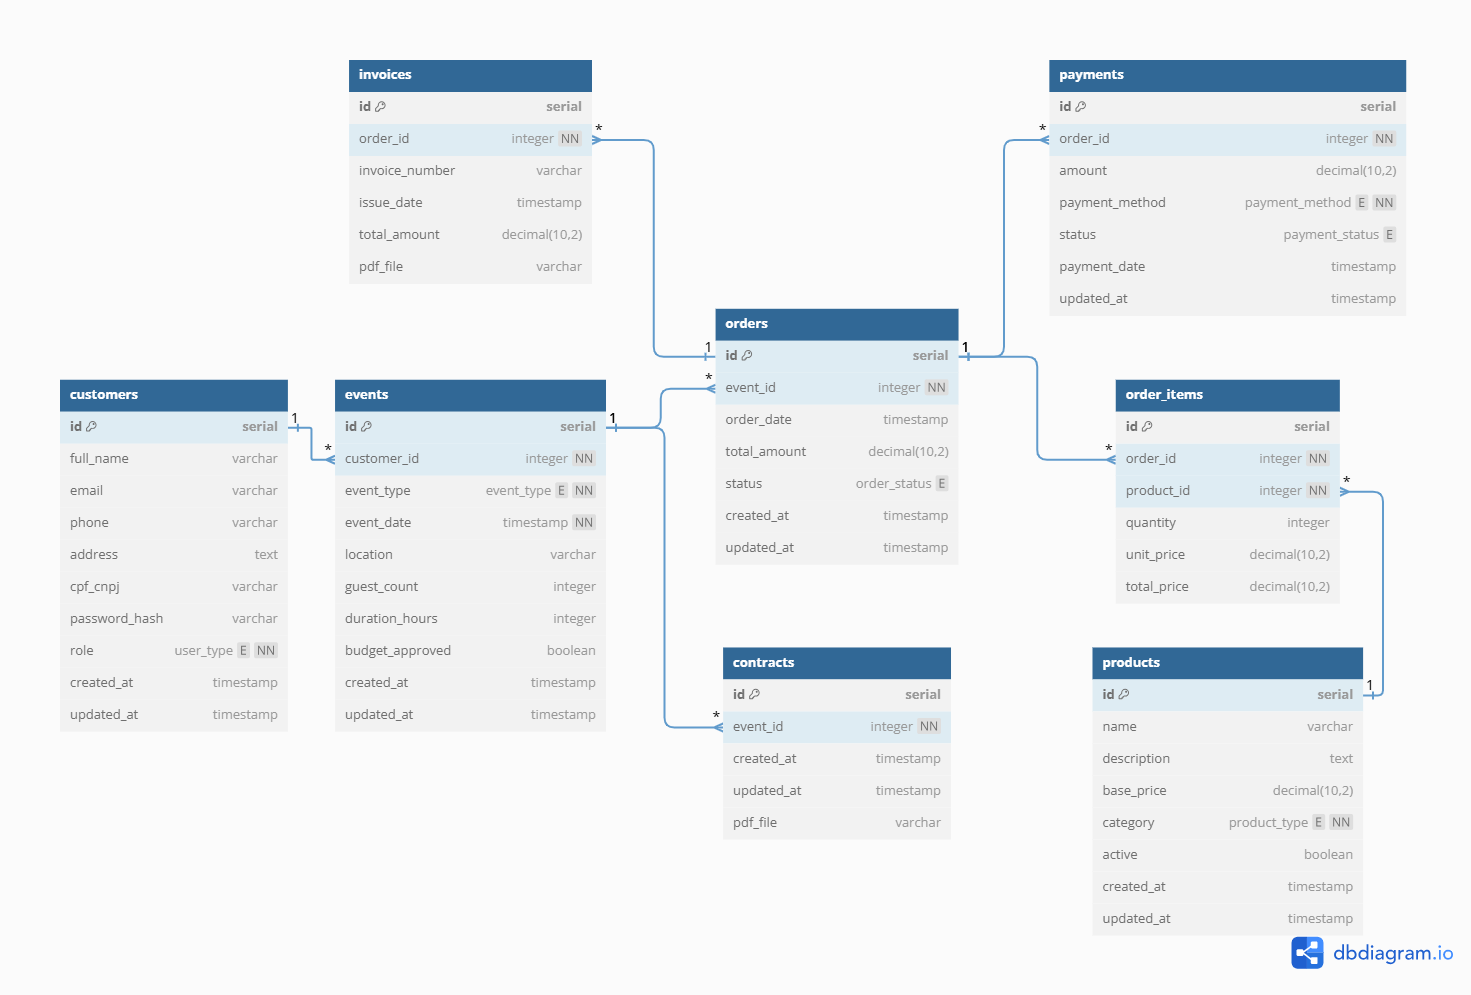 invoices
id serial
order_id integer NN
invoice_number varchar
issue_date timestamp
total_amount decimal(10,2)
pdf_file varchar
* 1
payments
id serial
order_id integer NN
amount decimal(10,2)
payment_method payment_method E NN
status payment_status E
payment_date timestamp
updated_at timestamp
* 1
orders
id serial
event_id integer NN
order_date timestamp
total_amount decimal(10,2)
status order_status E
created_at timestamp
updated_at timestamp
* 1
customers
id serial
full_name varchar
email varchar
phone varchar
address text
cpf_cnpj varchar
password_hash varchar
role user_type E NN
created_at timestamp
updated_at timestamp
1 *
events
id serial
customer_id integer NN
event_type event_type E NN
event_date timestamp NN
location varchar
guest_count integer
duration_hours integer
budget_approved boolean
created_at timestamp
updated_at timestamp
order_items
id serial
order_id integer NN
product_id integer NN
quantity integer
unit_price decimal(10,2)
total_price decimal(10,2)
* *
contracts
id serial
event_id integer NN
created_at timestamp
updated_at timestamp
pdf_file varchar
*
products
id serial
name varchar
description text
base_price decimal(10,2)
category product_type E NN
active boolean
created_at timestamp
updated_at timestamp
1
dbdiagram.io